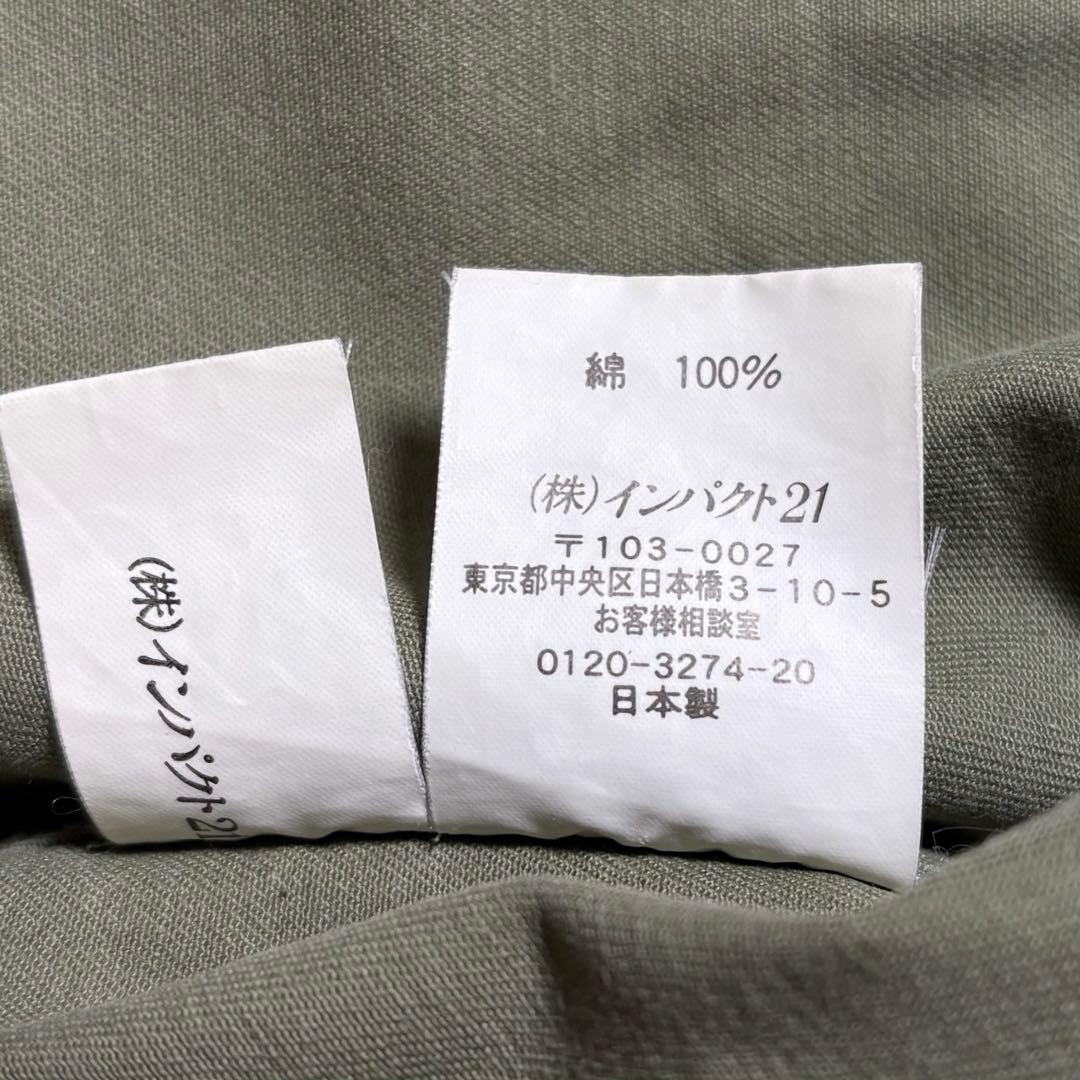 (株)インパクト21
綿 100%
(株)インパクト21
〒103-0027
東京都中央区日本橋3-10-5
お客様相談室
0120-3274-20
日本製